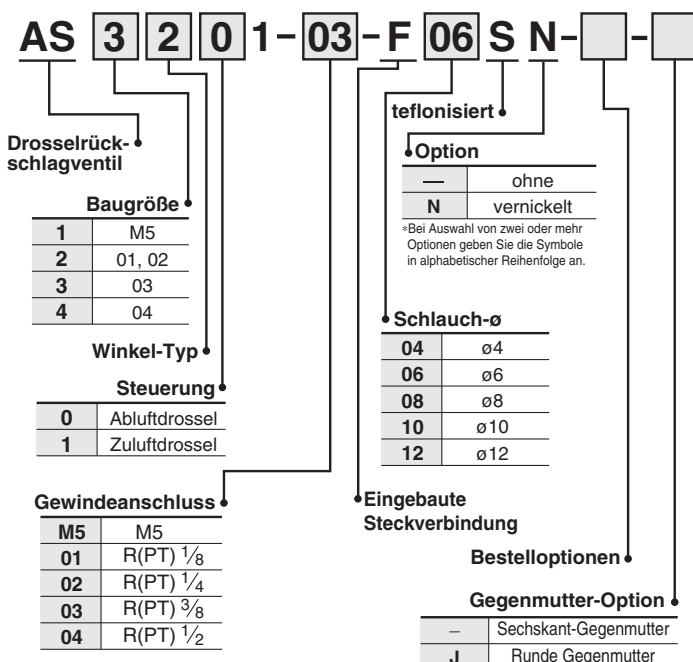 AS 3 2 0 1-03-F 06 S N-
teflonisiert
Drosselrück-
schlagventil
Option
— ohne
N vernickelt
*Bei Auswahl von zwei oder mehr
Optionen geben Sie die Symbole
in alphabetischer Reihenfolge an.
Baugröße
1 M5
2 01, 02
3 03
4 04
Winkel-Typ
Schlauch-ø
04 ø4
06 ø6
08 ø8
10 ø10
12 ø12
Steuerung
0 Abluftdrossel
1 Zuluftdrossel
Gewindeanschluss
M5 M5
01 R(PT) 1/8
02 R(PT) 1/4
03 R(PT) 3/8
04 R(PT) 1/2
Eingebaute
Steckverbindung
Bestelloptionen
Gegenmutter-Option
– Sechskant-Gegenmutter
J Runde Gegenmutter